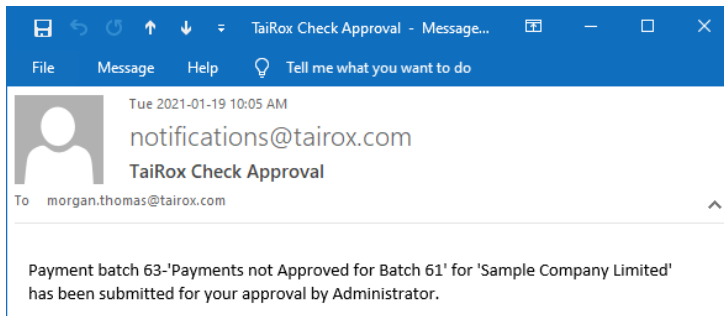 TaiRox Check Approval - Message...
File Message Help Tell me what you want to do
Tue 2021-01-19 10:05 AM
notifications@tairox.com
TaiRox Check Approval
To morgan.thomas@tairox.com
Payment batch 63-'Payments not Approved for Batch 61' for 'Sample Company Limited'
has been submitted for your approval by Administrator.